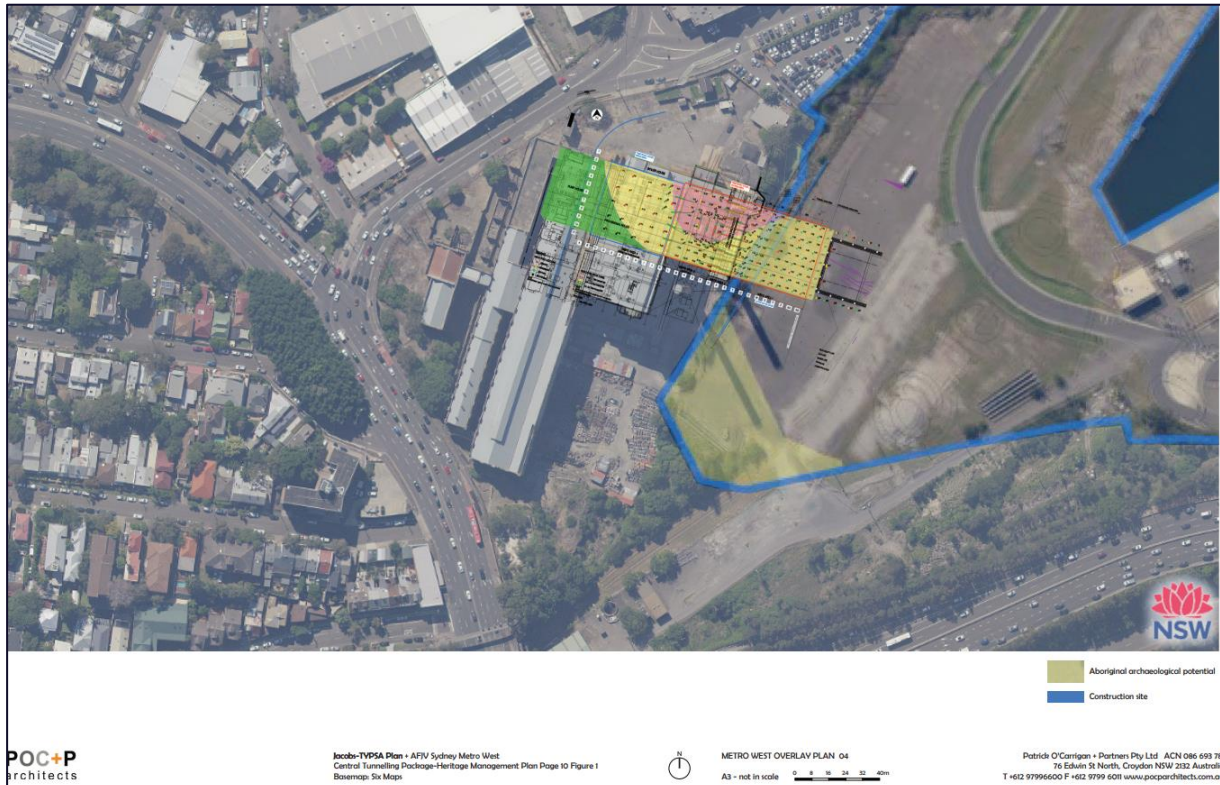 NSW
Aboriginal archaeological potential
Construction site
POC+P
architects
Jacobs-TYPSA Plan + AFJV Sydney Metro West
Central Tunnelling Package-Heritage Management Plan Page 10 Figure 1
Basemap: Six Maps
N
METRO WEST OVERLAY PLAN 04
A3 - not in scale 0 8 16 24 32 40m
Patrick O'Carrigan + Partners Pty Ltd ACN 086 693 78
76 Edwin St North, Croydon NSW 2132 Australi
T +612 97996600 F +612 9799 6011 www.pocparchitects.com.a